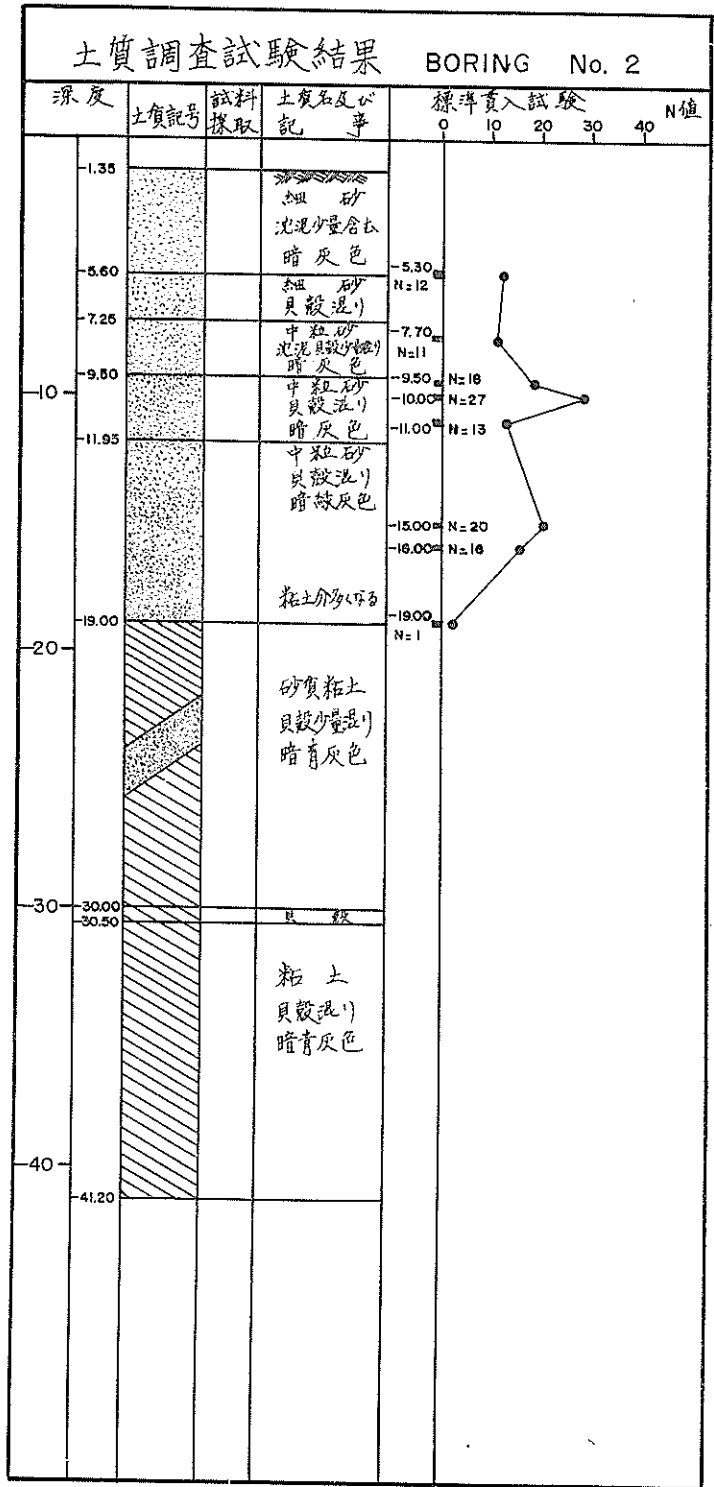 土質調査試験結果 BORING No. 2
深度
土質記号
試料
採取
土質名及び
記 事
標準貫入試験 N値
0 10 20 30 40
-1.35
細 砂
沈泥少量含む
暗灰色
-5.30
N=12
-5.60
細 砂
貝殻混り
-7.25
中粒砂
沈泥貝殻少量混り
暗灰色
-7.70
N=11
-9.50
-10
中粒砂
貝殻混り
暗灰色
-9.50 N=18
-10.00 N=27
-11.00 N=13
-11.95
中粒砂
貝殻混り
暗緑灰色
-15.00 N=20
-16.00 N=16
粘土分多くなる
-19.00
-19.00
N=1
-20
砂質粘土
貝殻少量混り
暗青灰色
-30
-30.00
貝 殻
-30.50
粘 土
貝殻混り
暗青灰色
-40
-41.20